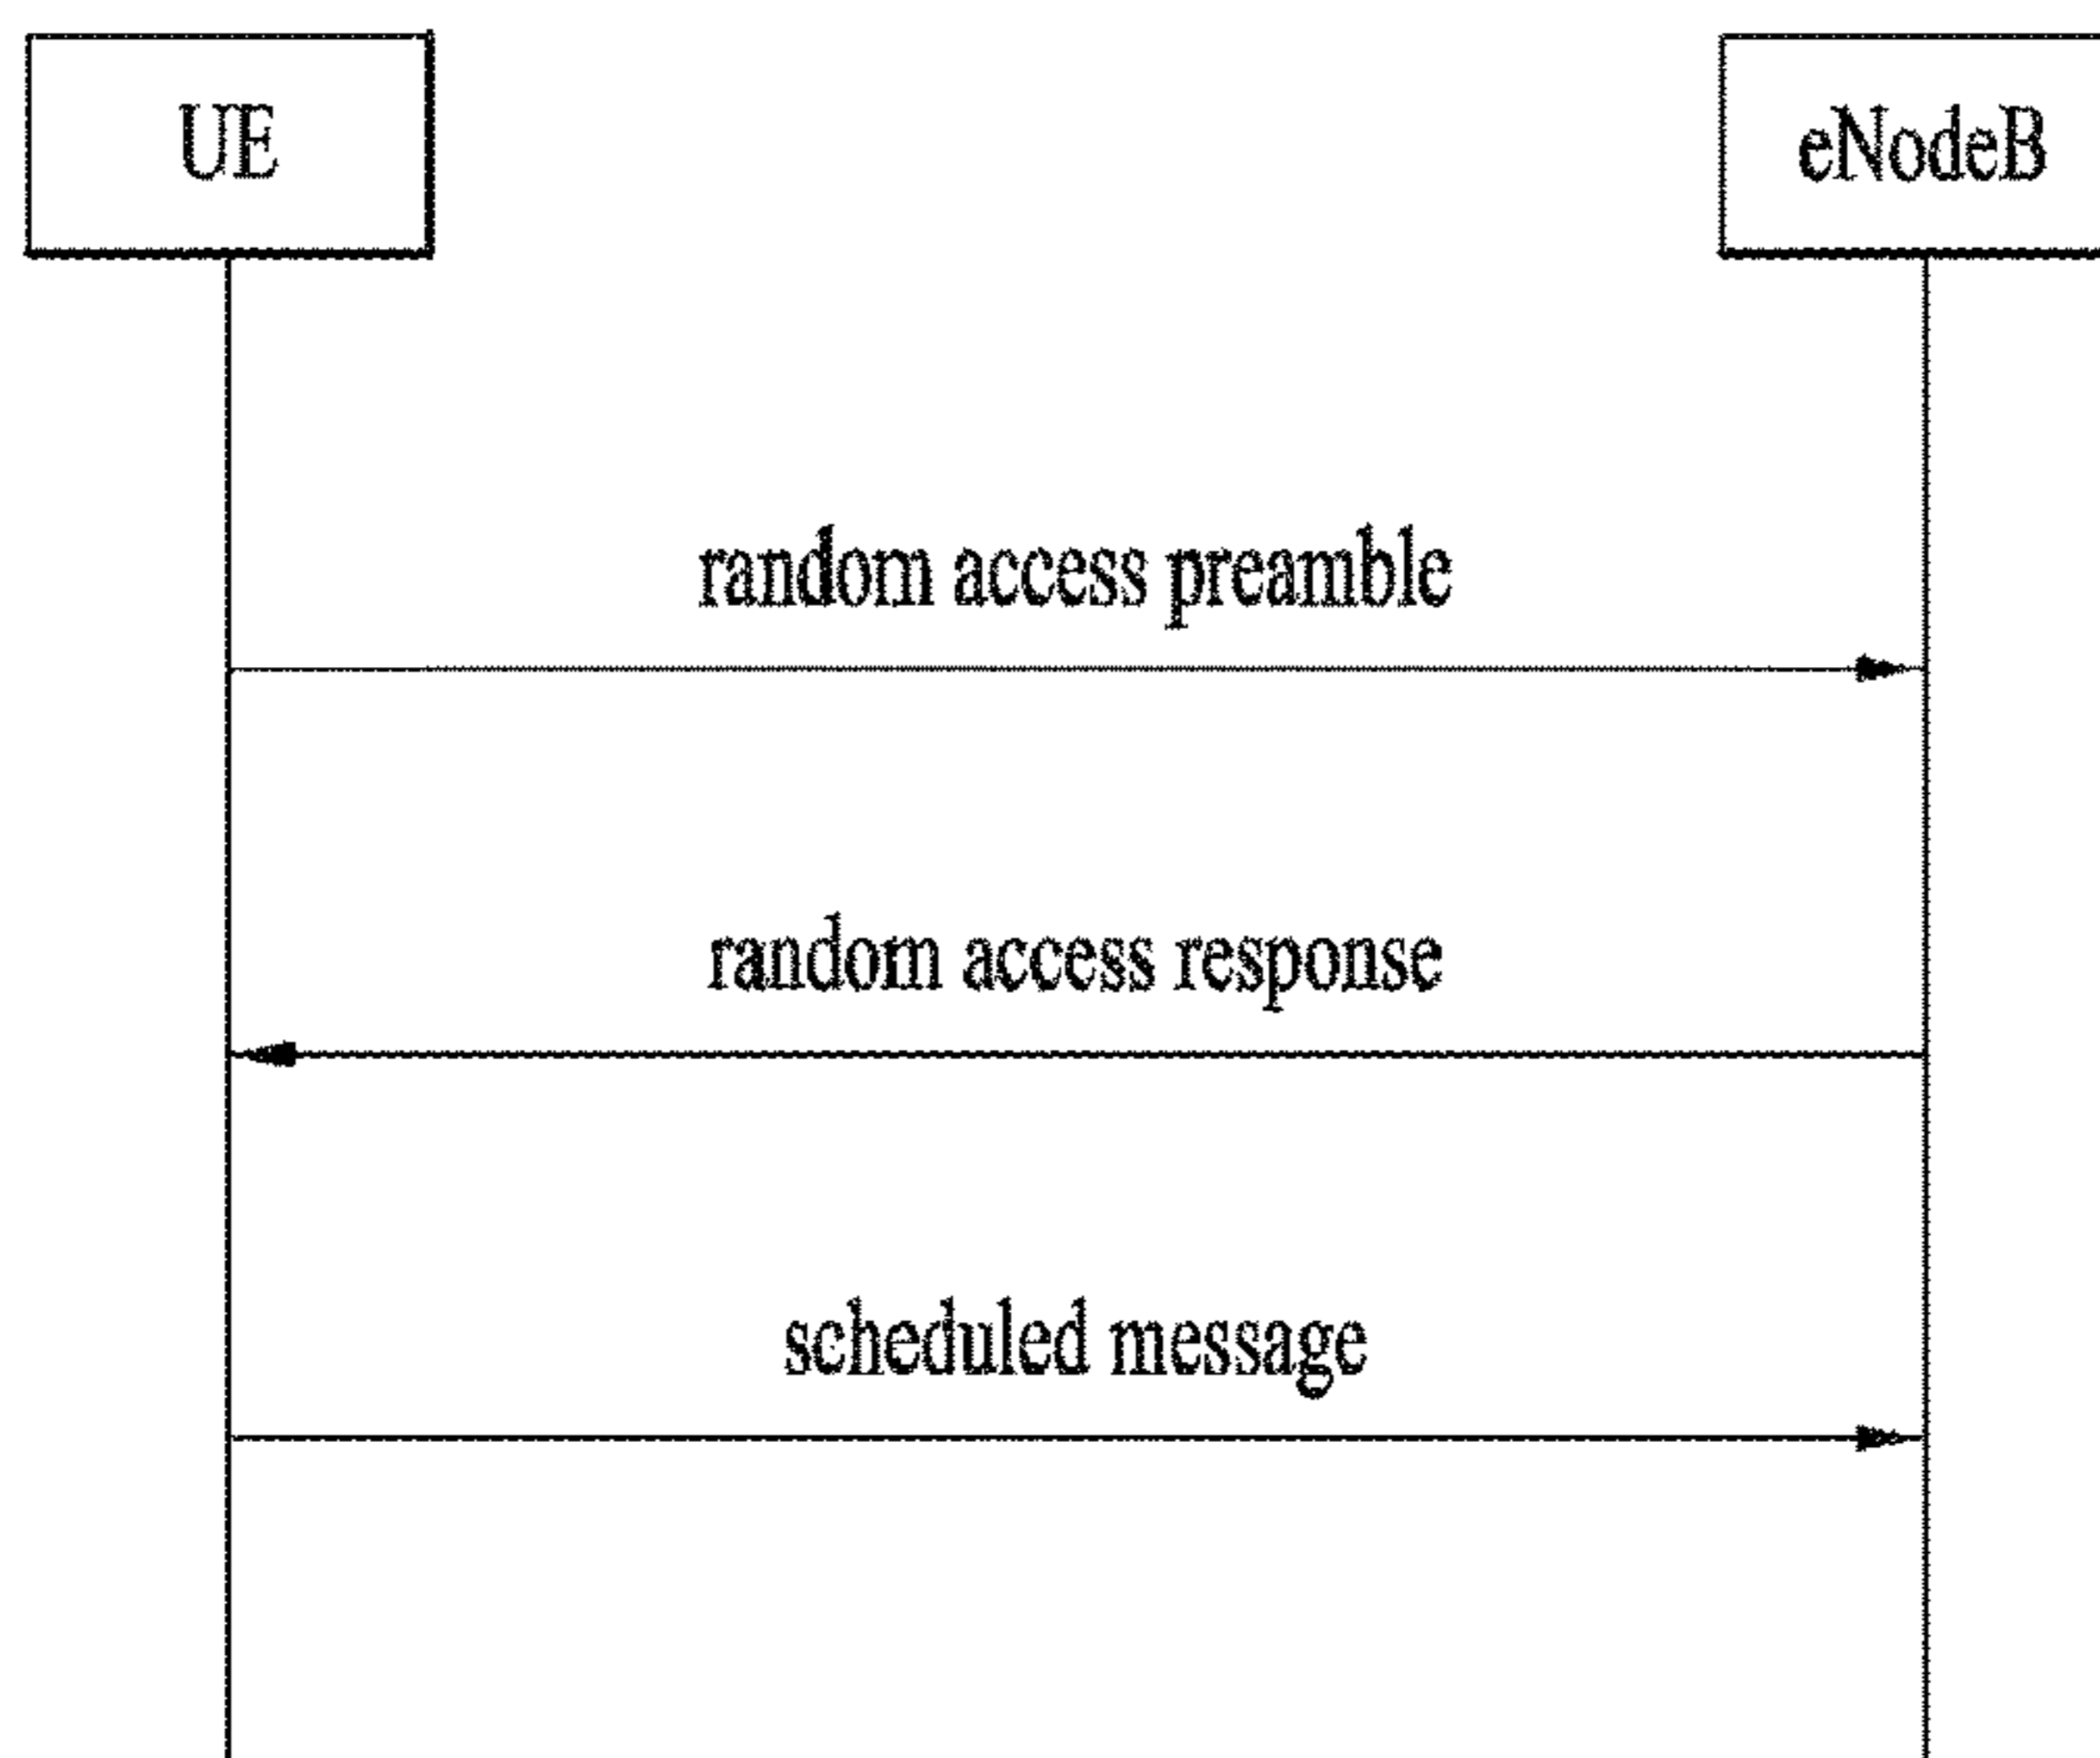 UE
eNodeB
random access preamble
random access response
scheduled message